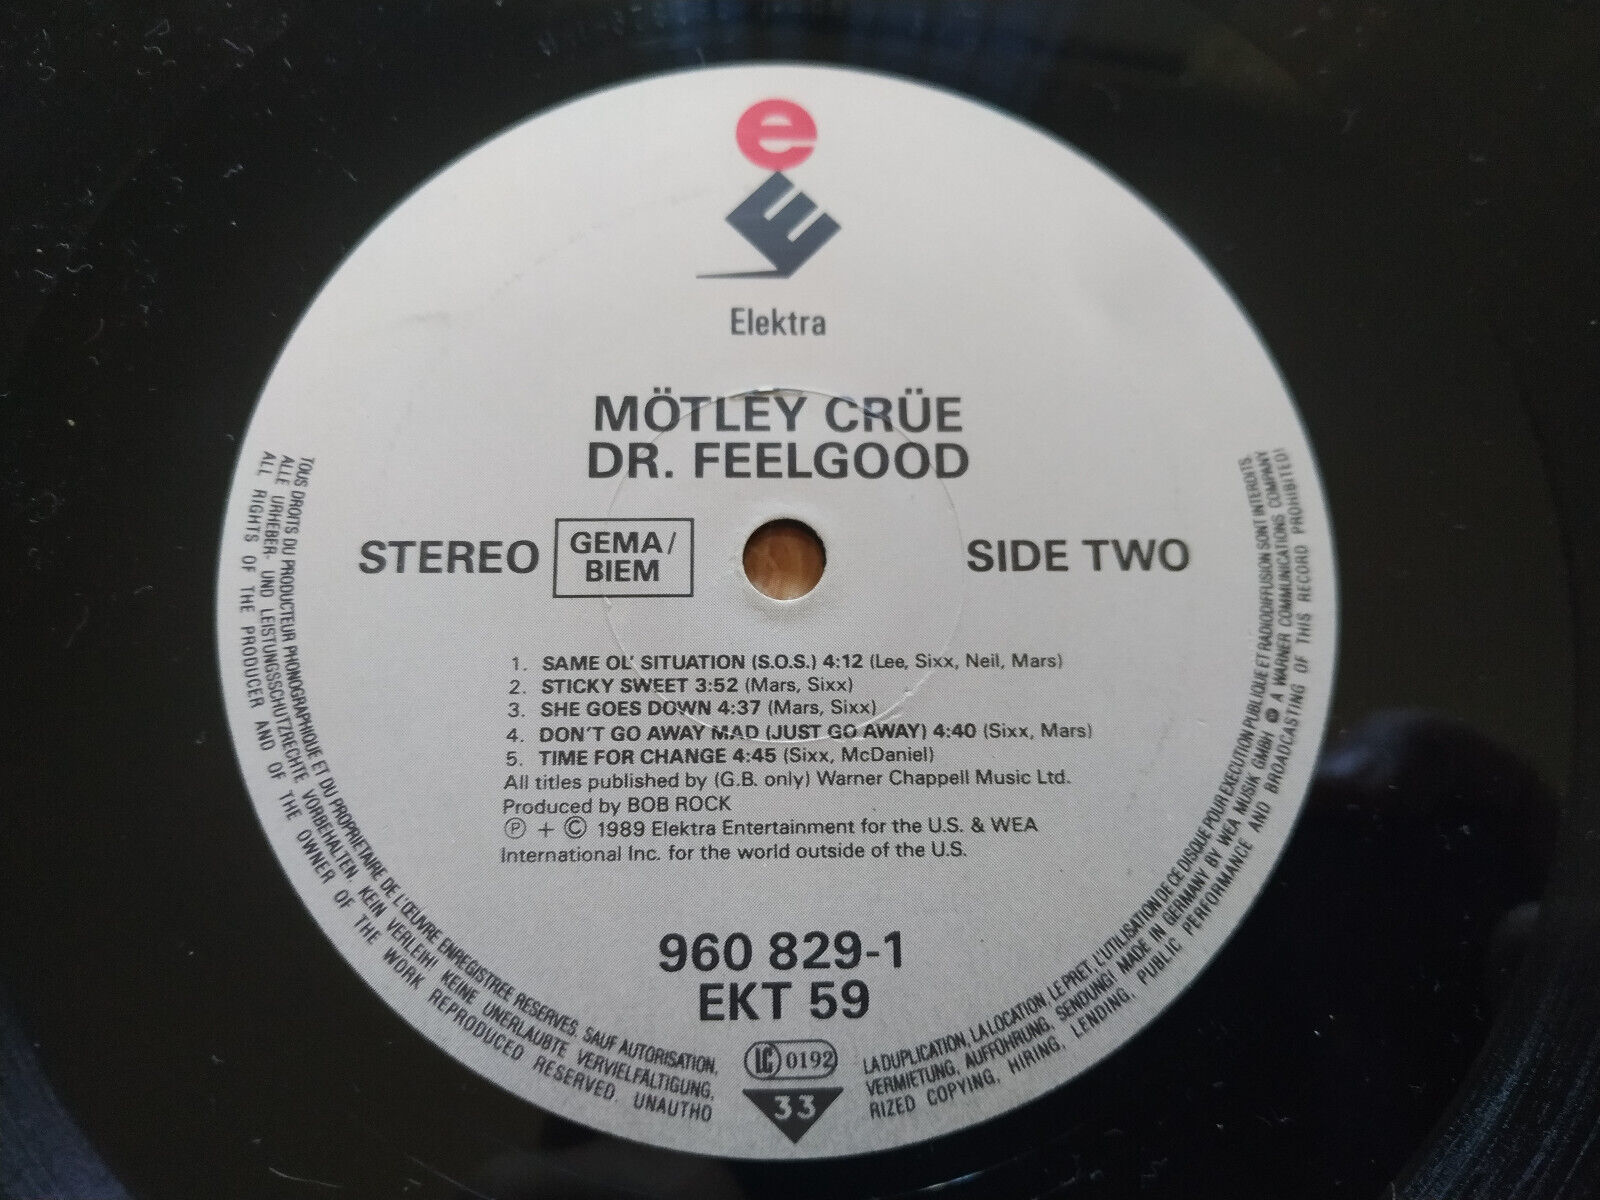 e
E
Elektra
MÖTLEY CRÜE
DR. FEELGOOD
STEREO
GEMA/
BIEM
SIDE TWO
1. SAME OL' SITUATION (S.O.S.) 4:12 (Lee, Sixx, Neil, Mars)
2. STICKY SWEET 3:52 (Mars, Sixx)
3. SHE GOES DOWN 4:37 (Mars, Sixx)
4. DON'T GO AWAY MAD (JUST GO AWAY) 4:40 (Sixx, Mars)
5. TIME FOR CHANGE 4:45 (Sixx, McDaniel)
All titles published by (G.B. only) Warner Chappell Music Ltd.
Produced by BOB ROCK
Ⓟ + © 1989 Elektra Entertainment for the U.S. & WEA
International Inc. for the world outside of the U.S.
960 829-1
EKT 59
LC 0192
33
TOUS DROITS DU PRODUCTEUR PHONOGRAPHIQUE ET DU PROPRIETAIRE DE L'ŒUVRE ENREGISTREE RESERVES. SAUF AUTORISATION, LA DUPLICATION, LA LOCATION, LE PRET, L'UTILISATION DE CE DISQUE POUR EXECUTION PUBLIQUE ET RADIODIFFUSION SONT INTERDITS.
ALLE URHEBER- UND LEISTUNGSSCHUTZRECHTE VORBEHALTEN. KEIN VERLEIH! KEINE UNERLAUBTE VERVIELFÄLTIGUNG, VERMIETUNG, AUFFÜHRUNG, SENDUNG! MADE IN GERMANY BY WEA MUSIK GMBH A WARNER COMMUNICATIONS COMPANY
ALL RIGHTS OF THE PRODUCER AND OF THE OWNER OF THE WORK REPRODUCED RESERVED. UNAUTHORIZED COPYING, HIRING, LENDING, PUBLIC PERFORMANCE AND BROADCASTING OF THIS RECORD PROHIBITED!